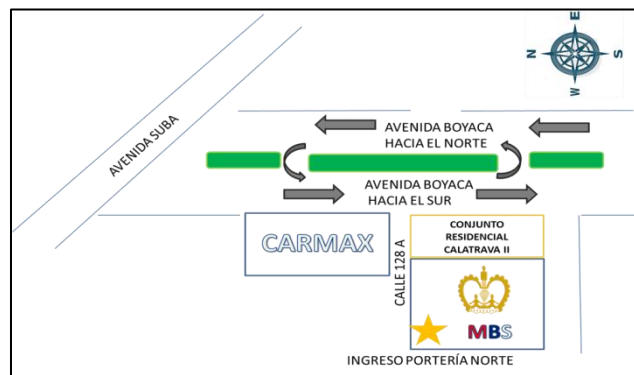 E
N
S
W
AVENIDA SUBA
AVENIDA BOYACA
HACIA EL NORTE
AVENIDA BOYACA
HACIA EL SUR
CARMAX
CALLE 128 A
CONJUNTO
RESIDENCIAL
CALATRAVA II
MBS
INGRESO PORTERÍA NORTE